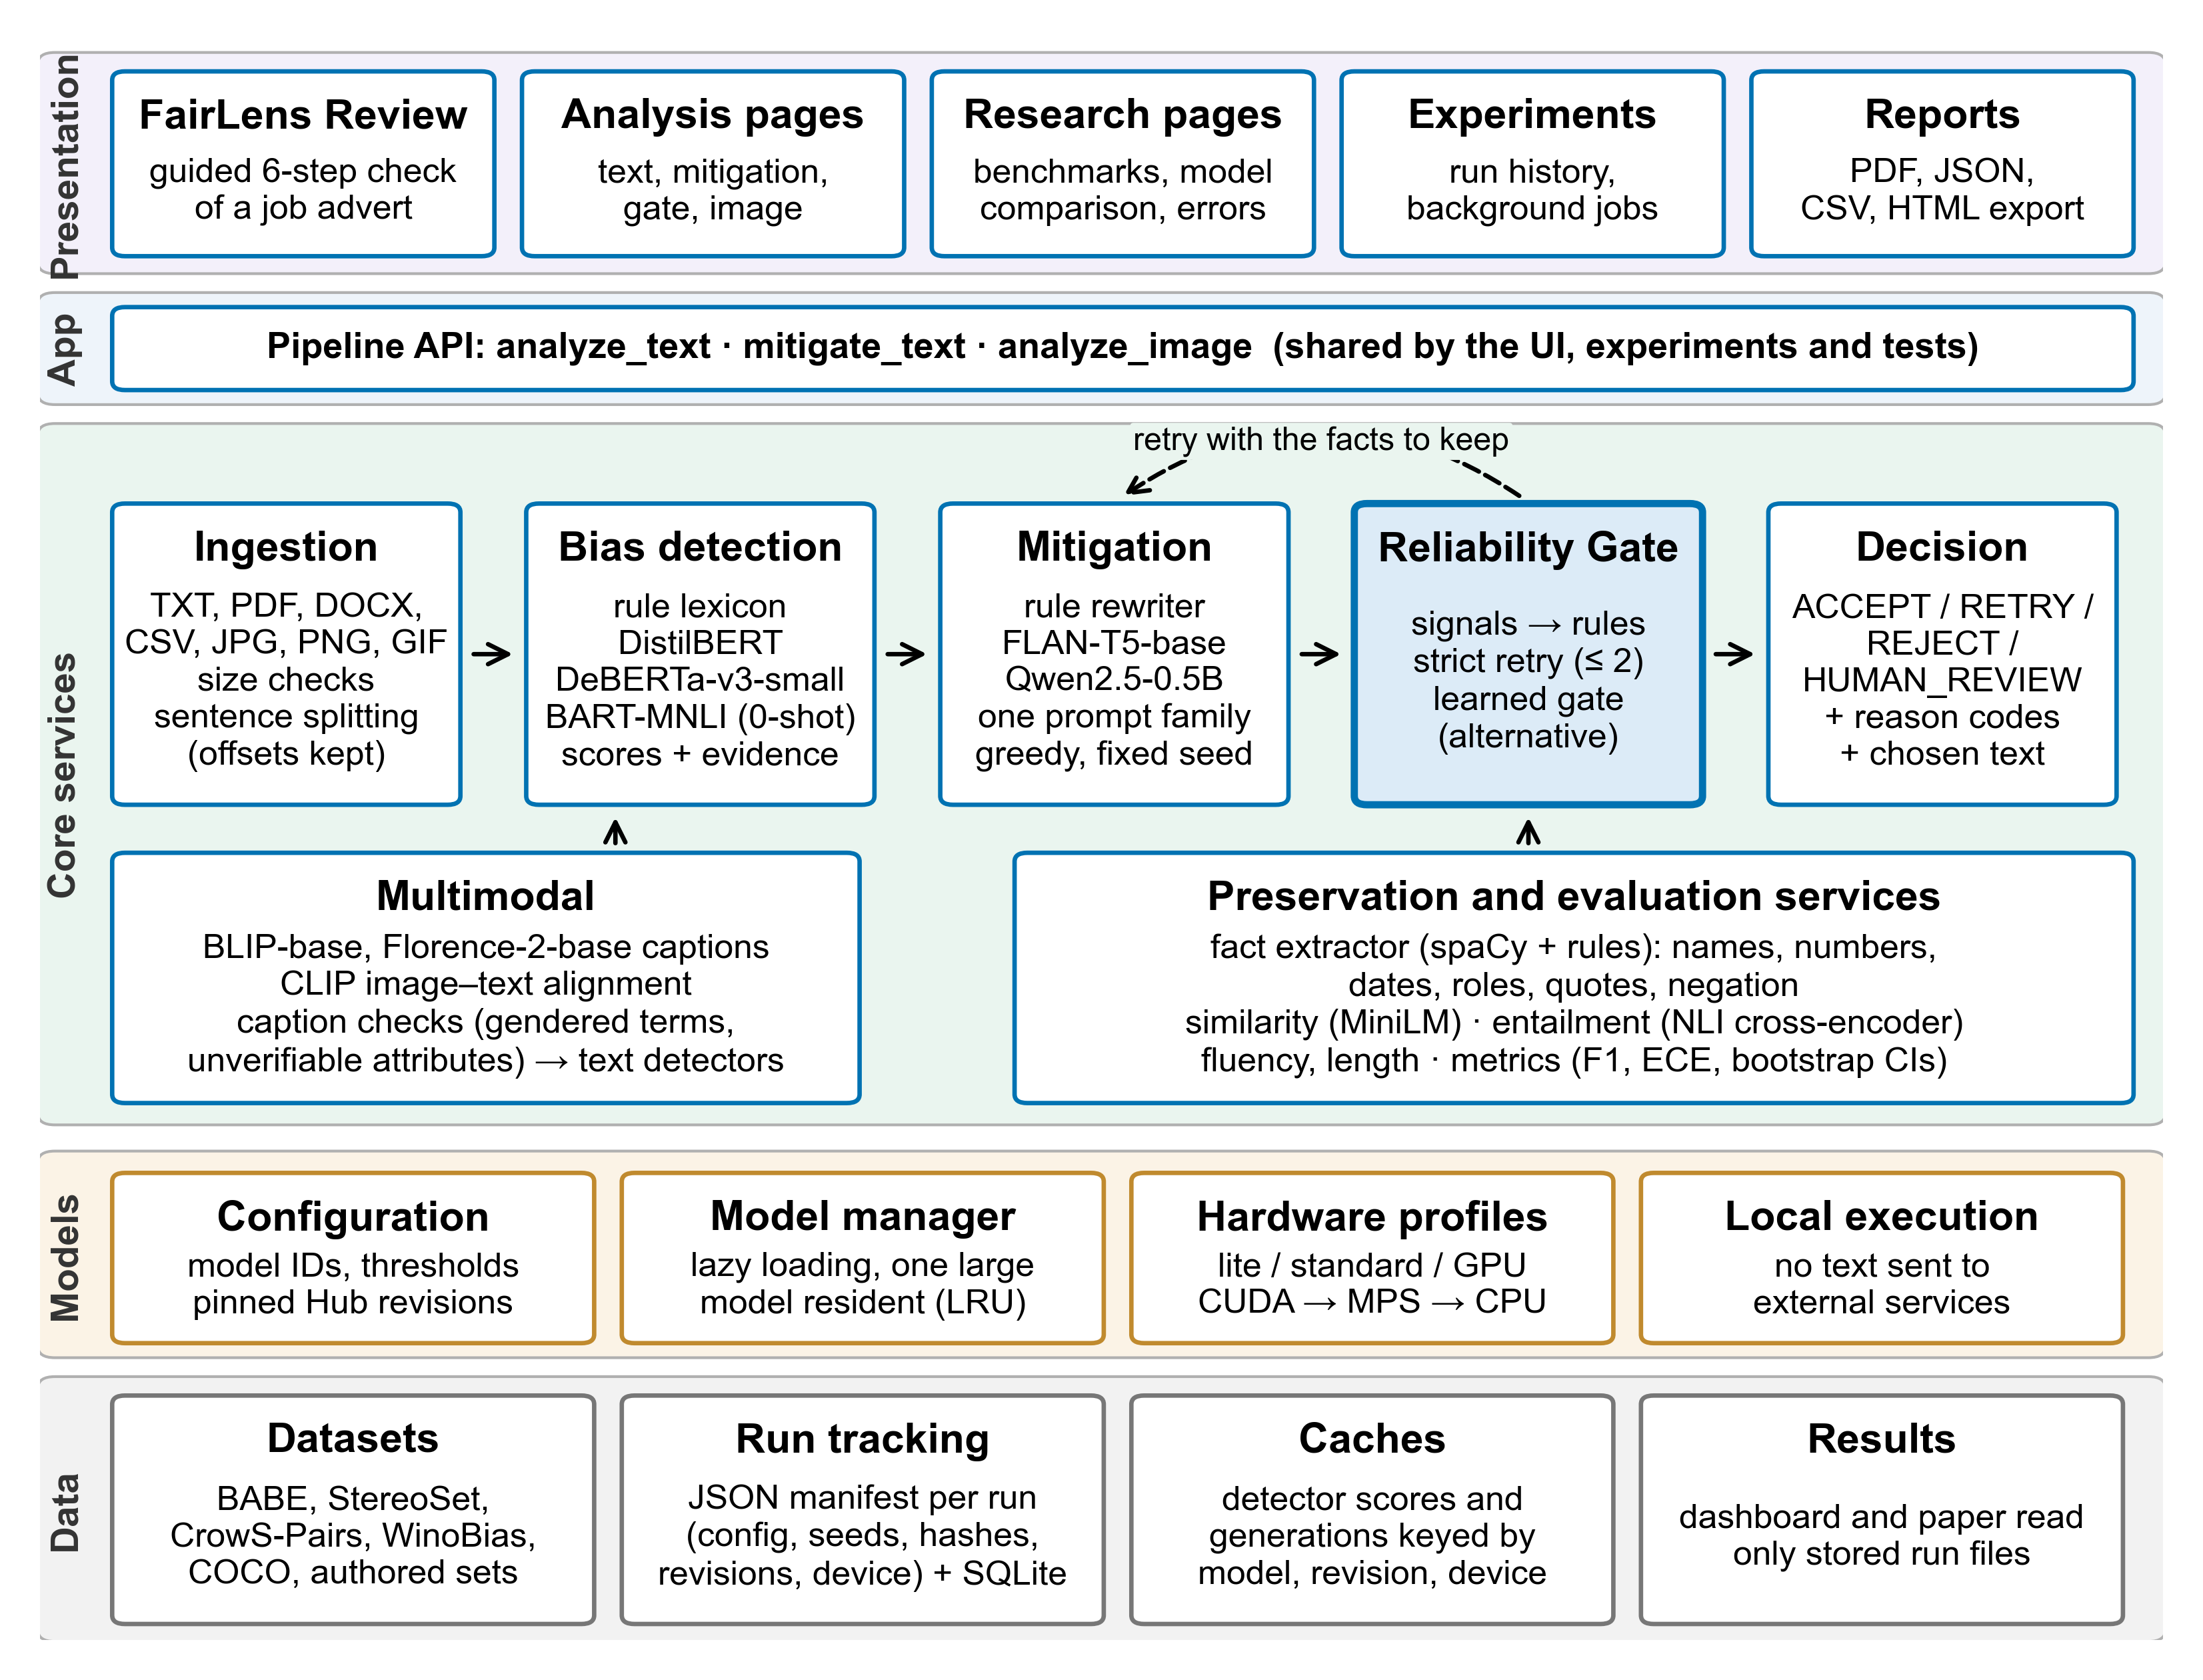 Presentation
FairLens Review
guided 6-step check
of a job advert
Analysis pages
text, mitigation,
gate, image
Research pages
benchmarks, model
comparison, errors
Experiments
run history,
background jobs
Reports
PDF, JSON,
CSV, HTML export
App
Pipeline API: analyze_text · mitigate_text · analyze_image (shared by the UI, experiments and tests)
Core services
retry with the facts to keep
Ingestion
TXT, PDF, DOCX,
CSV, JPG, PNG, GIF
size checks
sentence splitting
(offsets kept)
Bias detection
rule lexicon
DistilBERT
DeBERTa-v3-small
BART-MNLI (0-shot)
scores + evidence
Mitigation
rule rewriter
FLAN-T5-base
Qwen2.5-0.5B
one prompt family
greedy, fixed seed
Reliability Gate
signals → rules
strict retry (≤ 2)
learned gate
(alternative)
Decision
ACCEPT / RETRY /
REJECT /
HUMAN_REVIEW
+ reason codes
+ chosen text
Multimodal
BLIP-base, Florence-2-base captions
CLIP image–text alignment
caption checks (gendered terms,
unverifiable attributes) → text detectors
Preservation and evaluation services
fact extractor (spaCy + rules): names, numbers,
dates, roles, quotes, negation
similarity (MiniLM) · entailment (NLI cross-encoder)
fluency, length · metrics (F1, ECE, bootstrap CIs)
Models
Configuration
model IDs, thresholds
pinned Hub revisions
Model manager
lazy loading, one large
model resident (LRU)
Hardware profiles
lite / standard / GPU
CUDA → MPS → CPU
Local execution
no text sent to
external services
Data
Datasets
BABE, StereoSet,
CrowS-Pairs, WinoBias,
COCO, authored sets
Run tracking
JSON manifest per run
(config, seeds, hashes,
revisions, device) + SQLite
Caches
detector scores and
generations keyed by
model, revision, device
Results
dashboard and paper read
only stored run files